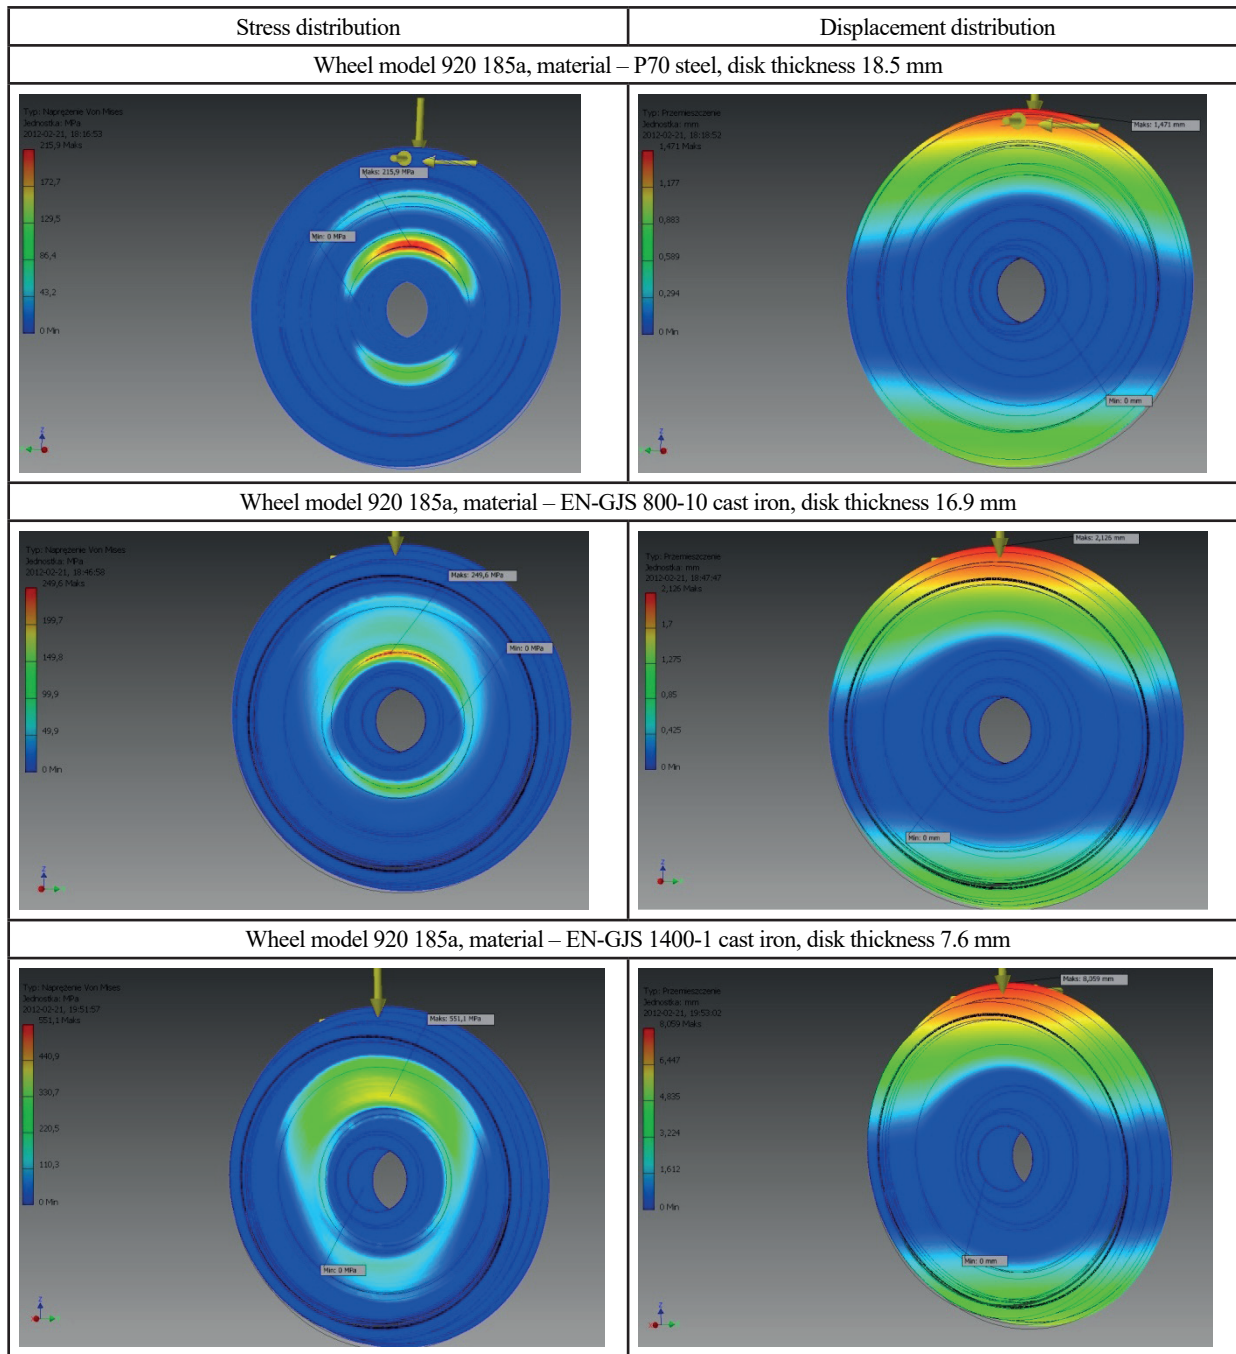 Stress distribution
Displacement distribution
Wheel model 920 185a, material – P70 steel, disk thickness 18.5 mm
Typ: Naprężenie Von Mises
Jednostka: MPa
2012-02-21, 18:16:53
215,9 Maks
172,7
129,5
86,4
43,2
0 Min
Maks: 215,9 MPa
Min: 0 MPa
Typ: Przemieszczenie
Jednostka: mm
2012-02-21, 18:18:52
1,471 Maks
1,177
0,883
0,589
0,294
0 Min
Maks: 1,471 mm
Min: 0 mm
Wheel model 920 185a, material – EN-GJS 800-10 cast iron, disk thickness 16.9 mm
Typ: Naprężenie Von Mises
Jednostka: MPa
2012-02-21, 18:46:58
249,6 Maks
199,7
149,8
99,9
49,9
0 Min
Maks: 249,6 MPa
Min: 0 MPa
Typ: Przemieszczenie
Jednostka: mm
2012-02-21, 18:47:47
2,126 Maks
1,7
1,275
0,85
0,425
0 Min
Maks: 2,126 mm
Min: 0 mm
Wheel model 920 185a, material – EN-GJS 1400-1 cast iron, disk thickness 7.6 mm
Typ: Naprężenie Von Mises
Jednostka: MPa
2012-02-21, 19:51:57
551,1 Maks
440,9
330,7
220,5
110,3
0 Min
Maks: 551,1 MPa
Min: 0 MPa
Typ: Przemieszczenie
Jednostka: mm
2012-02-21, 19:53:02
8,059 Maks
6,447
4,835
3,224
1,612
0 Min
Maks: 8,059 mm
Min: 0 mm